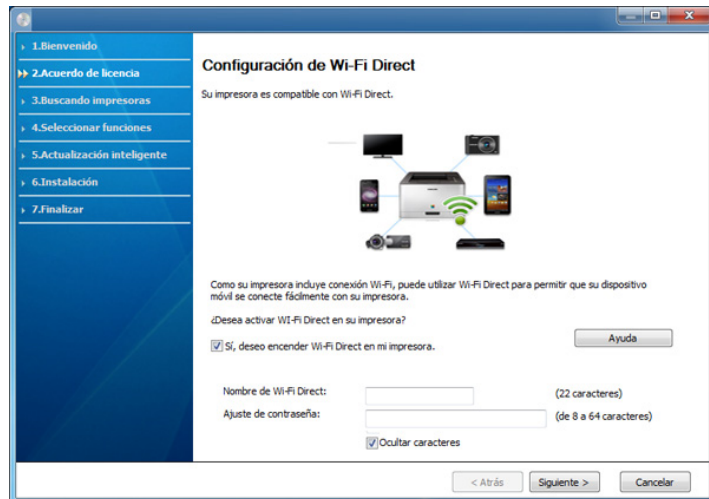 1.Bienvenido
2.Acuerdo de licencia
3.Buscando impresoras
4.Seleccionar funciones
5.Actualización inteligente
6.Instalación
7.Finalizar
Configuración de Wi-Fi Direct
Su impresora es compatible con Wi-Fi Direct.
Como su impresora incluye conexión Wi-Fi, puede utilizar Wi-Fi Direct para permitir que su dispositivo
móvil se conecte fácilmente con su impresora.
¿Desea activar WI-Fi Direct en su impresora?
Sí, deseo encender Wi-Fi Direct en mi impresora.
Ayuda
Nombre de Wi-Fi Direct: (22 caracteres)
Ajuste de contraseña: (de 8 a 64 caracteres)
Ocultar caracteres
< Atrás Siguiente > Cancelar